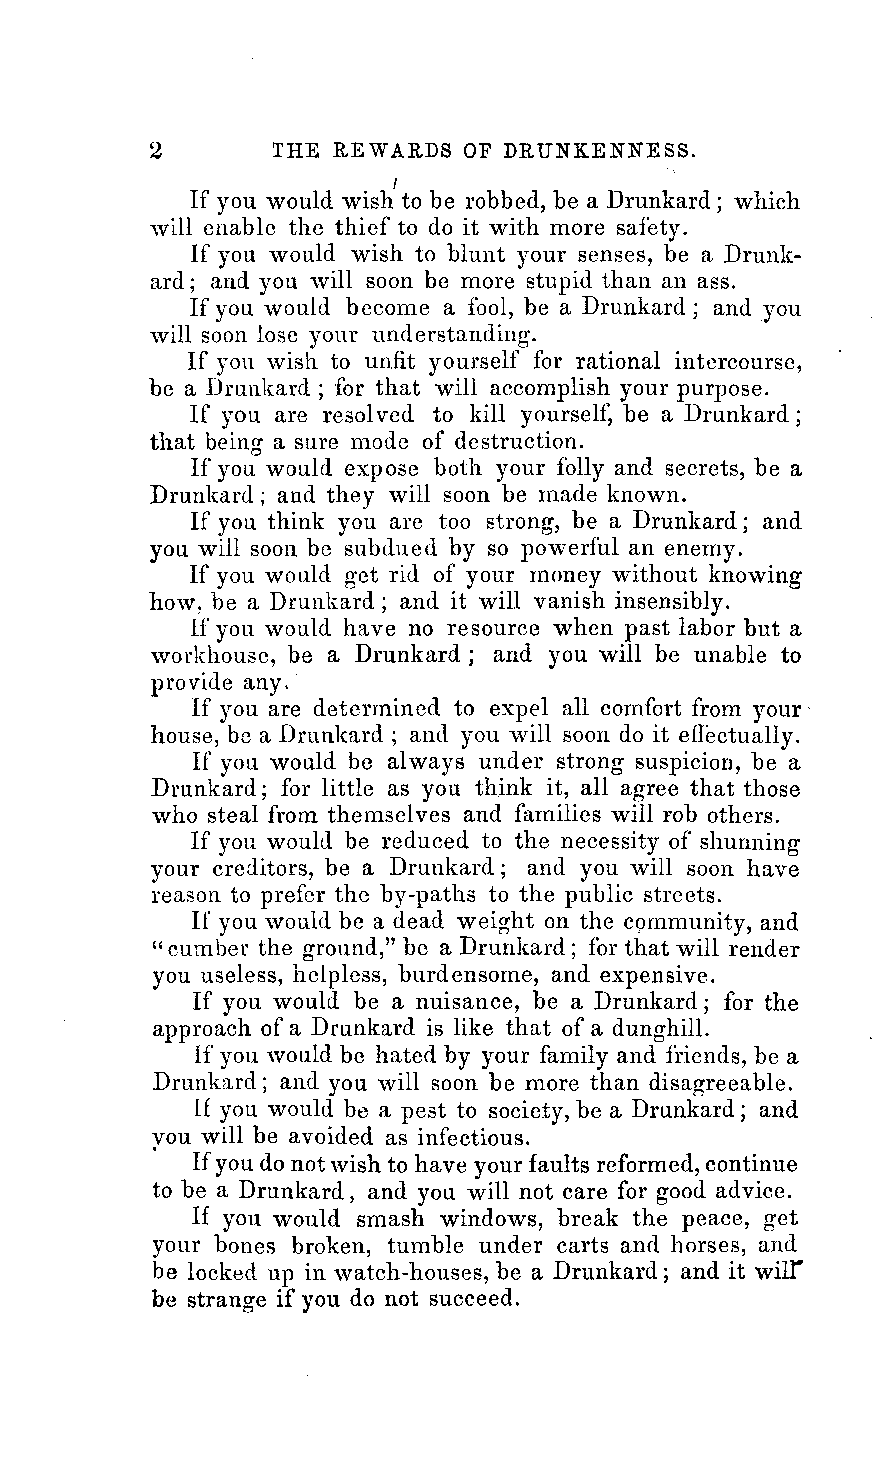 2 THE REWARDS OF DRUNKENNESS.
If you would wish to be robbed, be a Drunkard; which
will enable the thief to do it with more safety.
If you would wish to blunt your senses, be a Drunk-
ard; and you will soon be more stupid than an ass.
If you would become a fool, be a Drunkard; and you
will soon lose your understanding.
If you wish to unfit yourself for rational intercourse,
be a Drunkard; for that will accomplish your purpose.
If you are resolved to kill yourself, be a Drunkard;
that being a sure mode of destruction.
If you would expose both your folly and secrets, be a
Drunkard; and they will soon be made known.
If you think you are too strong, be a Drunkard; and
you will soon be subdued by so powerful an enemy.
If you would get rid of your money without knowing
how, be a Drunkard; and it will vanish insensibly.
If you would have no resource when past labor but a
workhouse, be a Drunkard; and you will be unable to
provide any.
If you are determined to expel all comfort from your
house, be a Drunkard; and you will soon do it effectually.
If you would be always under strong suspicion, be a
Drunkard; for little as you think it, all agree that those
who steal from themselves and families will rob others.
If you would be reduced to the necessity of shunning
your creditors, be a Drunkard; and you will soon have
reason to prefer the by-paths to the public streets.
If you would be a dead weight on the community, and
"cumber the ground," be a Drunkard; for that will render
you useless, helpless, burdensome, and expensive.
If you would be a nuisance, be a Drunkard; for the
approach of a Drunkard is like that of a dunghill.
If you would be hated by your family and friends, be a
Drunkard; and you will soon be more than disagreeable.
If you would be a pest to society, be a Drunkard; and
you will be avoided as infectious.
If you do not wish to have your faults reformed, continue
to be a Drunkard, and you will not care for good advice.
If you would smash windows, break the peace, get
your bones broken, tumble under carts and horses, and
be locked up in watch-houses, be a Drunkard; and it will
be strange if you do not succeed.